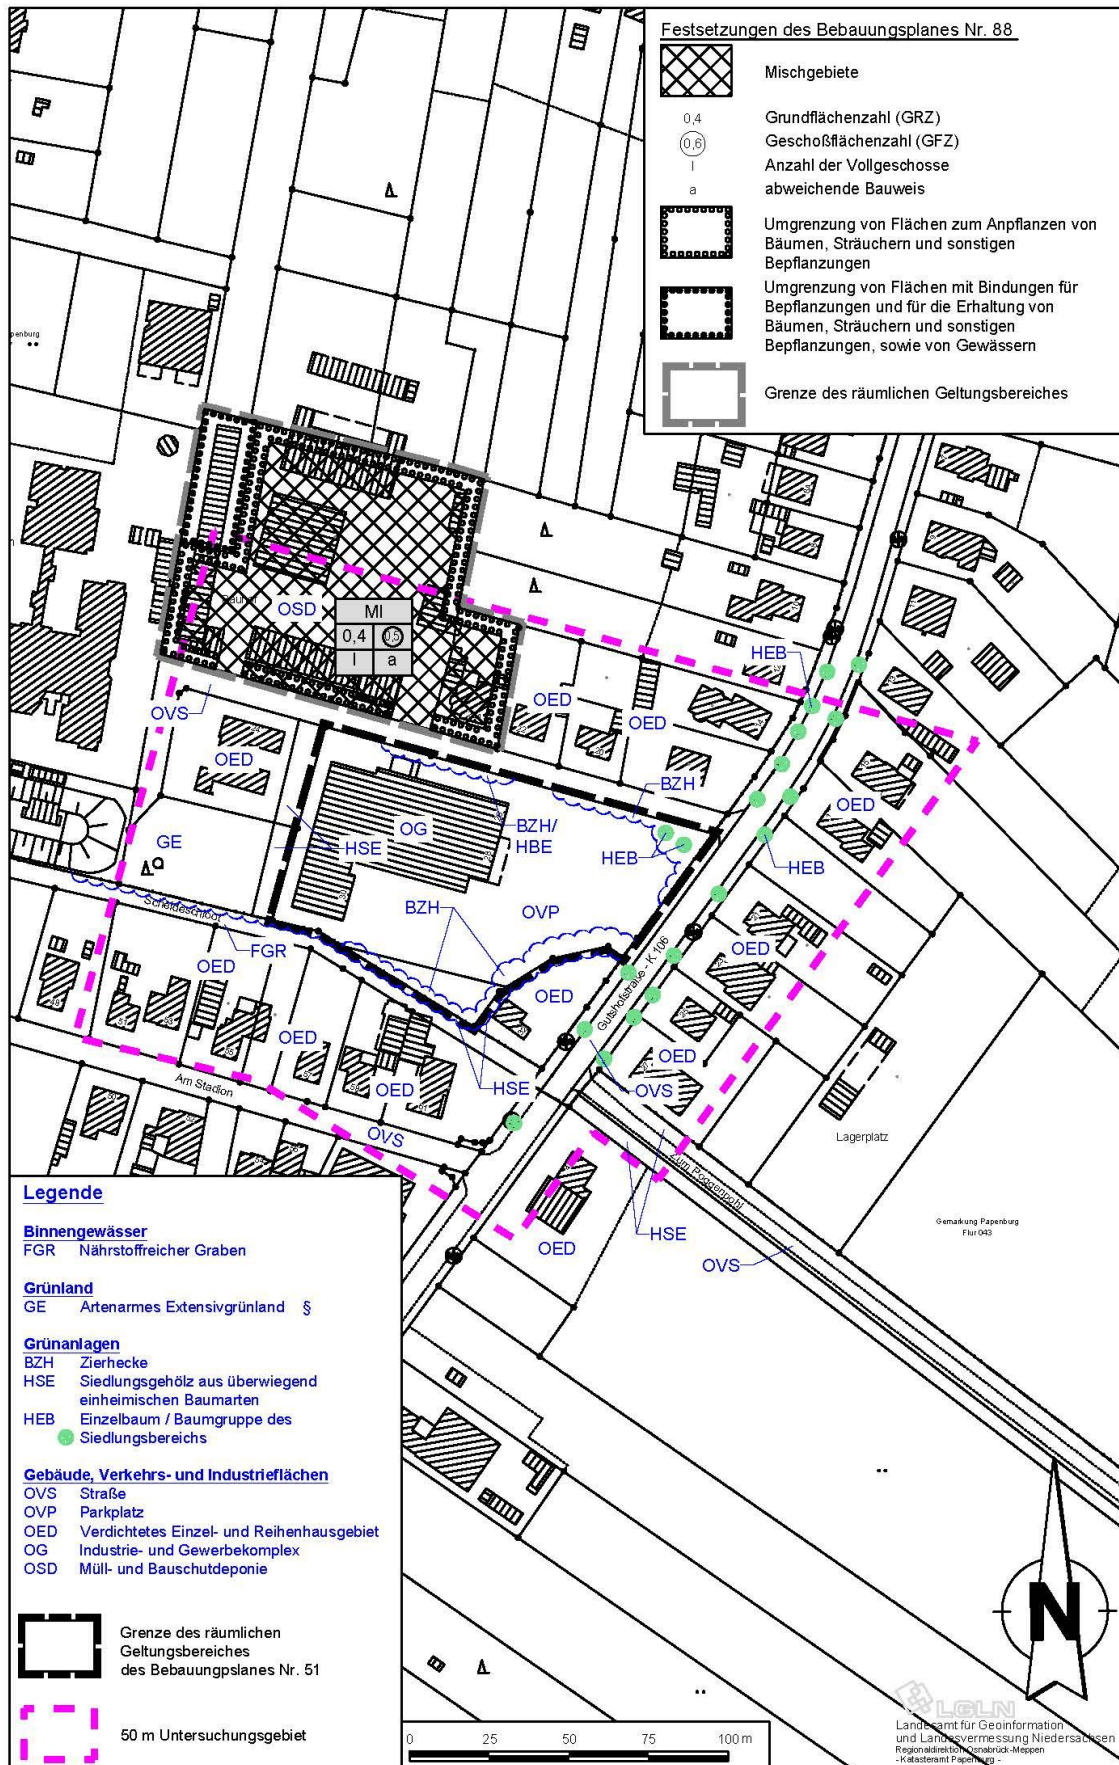 Festsetzungen des Bebauungsplanes Nr. 88
Mischgebiete
0,4 Grundflächenzahl (GRZ)
0,6 Geschoßflächenzahl (GFZ)
I Anzahl der Vollgeschosse
a abweichende Bauweis
Umgrenzung von Flächen zum Anpflanzen von
Bäumen, Sträuchern und sonstigen
Bepflanzungen
Umgrenzung von Flächen mit Bindungen für
Bepflanzungen und für die Erhaltung von
Bäumen, Sträuchern und sonstigen
Bepflanzungen, sowie von Gewässern
Grenze des räumlichen Geltungsbereiches
penburg
OSD
MI
0,4 0,5
I a
HEB
OVS
OED
OED
OED
BZH
OED
GE
HSE
OG
BZH/
HBE
HEB
HEB
BZH
OVP
Scheideschloot
FGR
OED
OED
OED
Gutshofstraße - K 106
OED
OED
OED
HSE
OVS
Am Stadion
OVS
Lagerplatz
Zum Poggenpohl
HSE
OED
OVS
Gemarkung Papenburg
Flur 043
Legende
Binnengewässer
FGR Nährstoffreicher Graben
Grünland
GE Artenarmes Extensivgrünland §
Grünanlagen
BZH Zierhecke
HSE Siedlungsgehölz aus überwiegend
einheimischen Baumarten
HEB Einzelbaum / Baumgruppe des
Siedlungsbereichs
Gebäude, Verkehrs- und Industrieflächen
OVS Straße
OVP Parkplatz
OED Verdichtetes Einzel- und Reihenhausgebiet
OG Industrie- und Gewerbekomplex
OSD Müll- und Bauschutdeponie
Grenze des räumlichen
Geltungsbereiches
des Bebauungplanes Nr. 51
50 m Untersuchungsgebiet
0 25 50 75 100 m
N
LGLN
Landesamt für Geoinformation
und Landesvermessung Niedersachsen
Regionaldirektion Osnabrück-Meppen
- Katasteramt Papenburg -